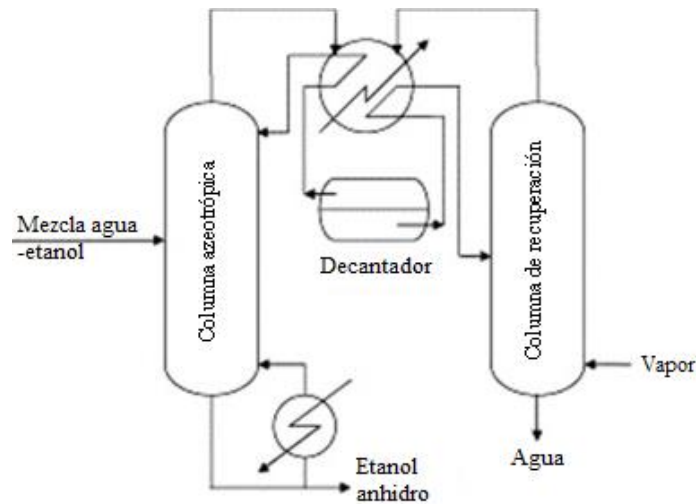 Mezcla agua
-etanol
Columna azeotrópica
Decantador
Columna de recuperación
Vapor
Agua
Etanol
anhidro